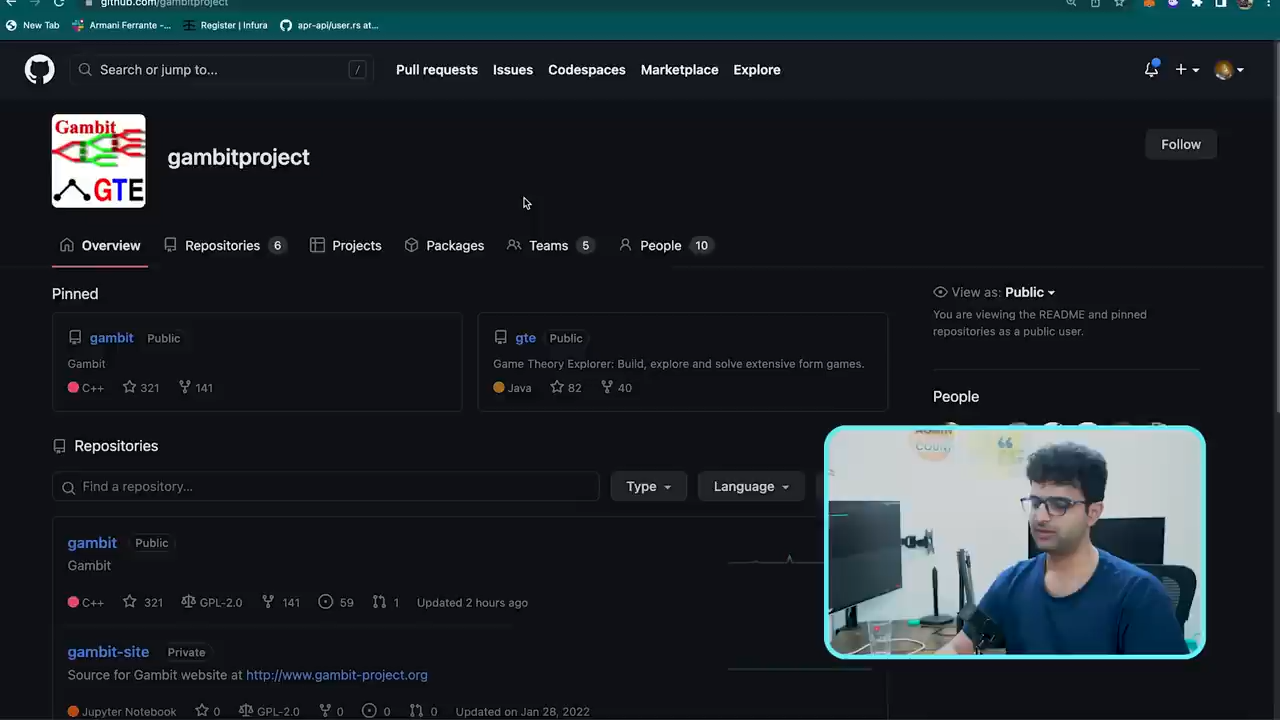 github.com/gambitproject
New Tab
Armani Ferrante -...
Register | Infura
apr-api/user.rs at...
Search or jump to...
/
Pull requests
Issues
Codespaces
Marketplace
Explore
Gambit
GTE
gambitproject
Follow
Overview
Repositories 6
Projects
Packages
Teams 5
People 10
Pinned
gambit Public
Gambit
C++ 321 141
gte Public
Game Theory Explorer: Build, explore and solve extensive form games.
Java 82 40
View as: Public
You are viewing the README and pinned
repositories as a public user.
People
Repositories
Find a repository...
Type
Language
gambit Public
Gambit
C++ 321 GPL-2.0 141 59 1 Updated 2 hours ago
gambit-site Private
Source for Gambit website at http://www.gambit-project.org
Jupyter Notebook 0 GPL-2.0 0 0 0 Updated on Jan 28, 2022
COUN